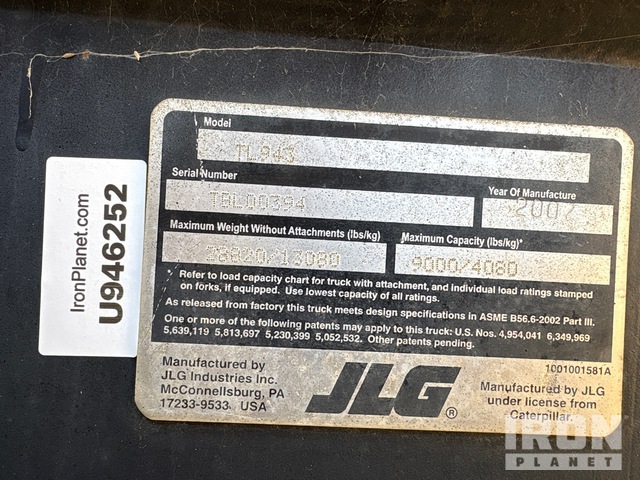 Model
TL943
Serial Number
TBL00394
Year Of Manufacture
2007
Maximum Weight Without Attachments (lbs/kg)
28820/13080
Maximum Capacity (lbs/kg)*
9000/4080
* Refer to load capacity chart for truck with attachment, and individual load ratings stamped
on forks, if equipped. Use lowest capacity of all ratings.
As released from factory this truck meets design specifications in ASME B56.6-2002 Part III.
One or more of the following patents may apply to this truck: U.S. Nos. 4,954,041 6,349,969
5,639,119 5,813,697 5,230,399 5,052,532. Other patents pending.
Manufactured by
JLG Industries Inc.
McConnellsburg, PA
17233-9533 USA
JLG®
1001001581A
Manufactured by JLG
under license from
Caterpillar.
IronPlanet.com
U946252
IRON
PLANET